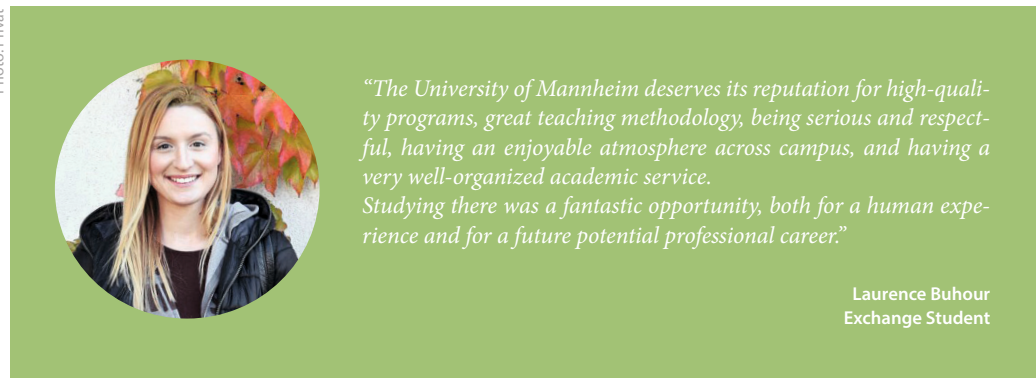 “The University of Mannheim deserves its reputation for high-quali-
ty programs, great teaching methodology, being serious and respect-
ful, having an enjoyable atmosphere across campus, and having a
very well-organized academic service.
Studying there was a fantastic opportunity, both for a human expe-
rience and for a future potential professional career.”
Laurence Buhour
Exchange Student